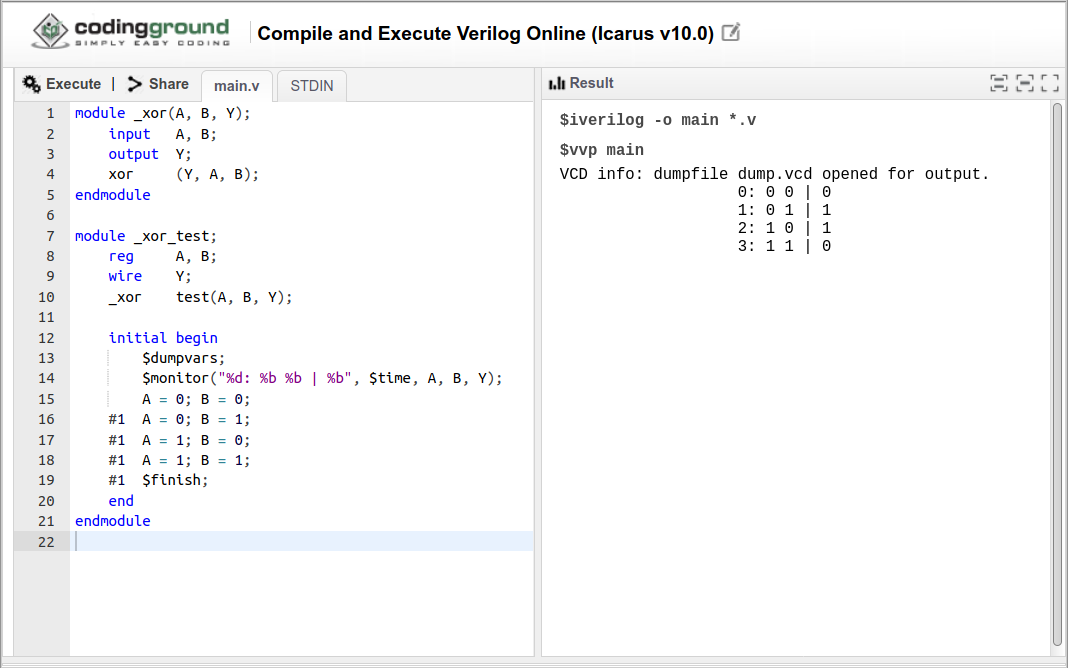 codingground
SIMPLY EASY CODING
Compile and Execute Verilog Online (Icarus v10.0)
Execute | Share main.v STDIN
1 module _xor(A, B, Y);
2     input   A, B;
3     output  Y;
4     xor     (Y, A, B);
5 endmodule
6
7 module _xor_test;
8     reg     A, B;
9     wire    Y;
10     _xor    test(A, B, Y);
11
12     initial begin
13         $dumpvars;
14         $monitor("%d: %b %b | %b", $time, A, B, Y);
15         A = 0; B = 0;
16     #1  A = 0; B = 1;
17     #1  A = 1; B = 0;
18     #1  A = 1; B = 1;
19     #1  $finish;
20     end
21 endmodule
22
Result
$iverilog -o main *.v
$vvp main
VCD info: dumpfile dump.vcd opened for output.
0: 0 0 | 0
1: 0 1 | 1
2: 1 0 | 1
3: 1 1 | 0